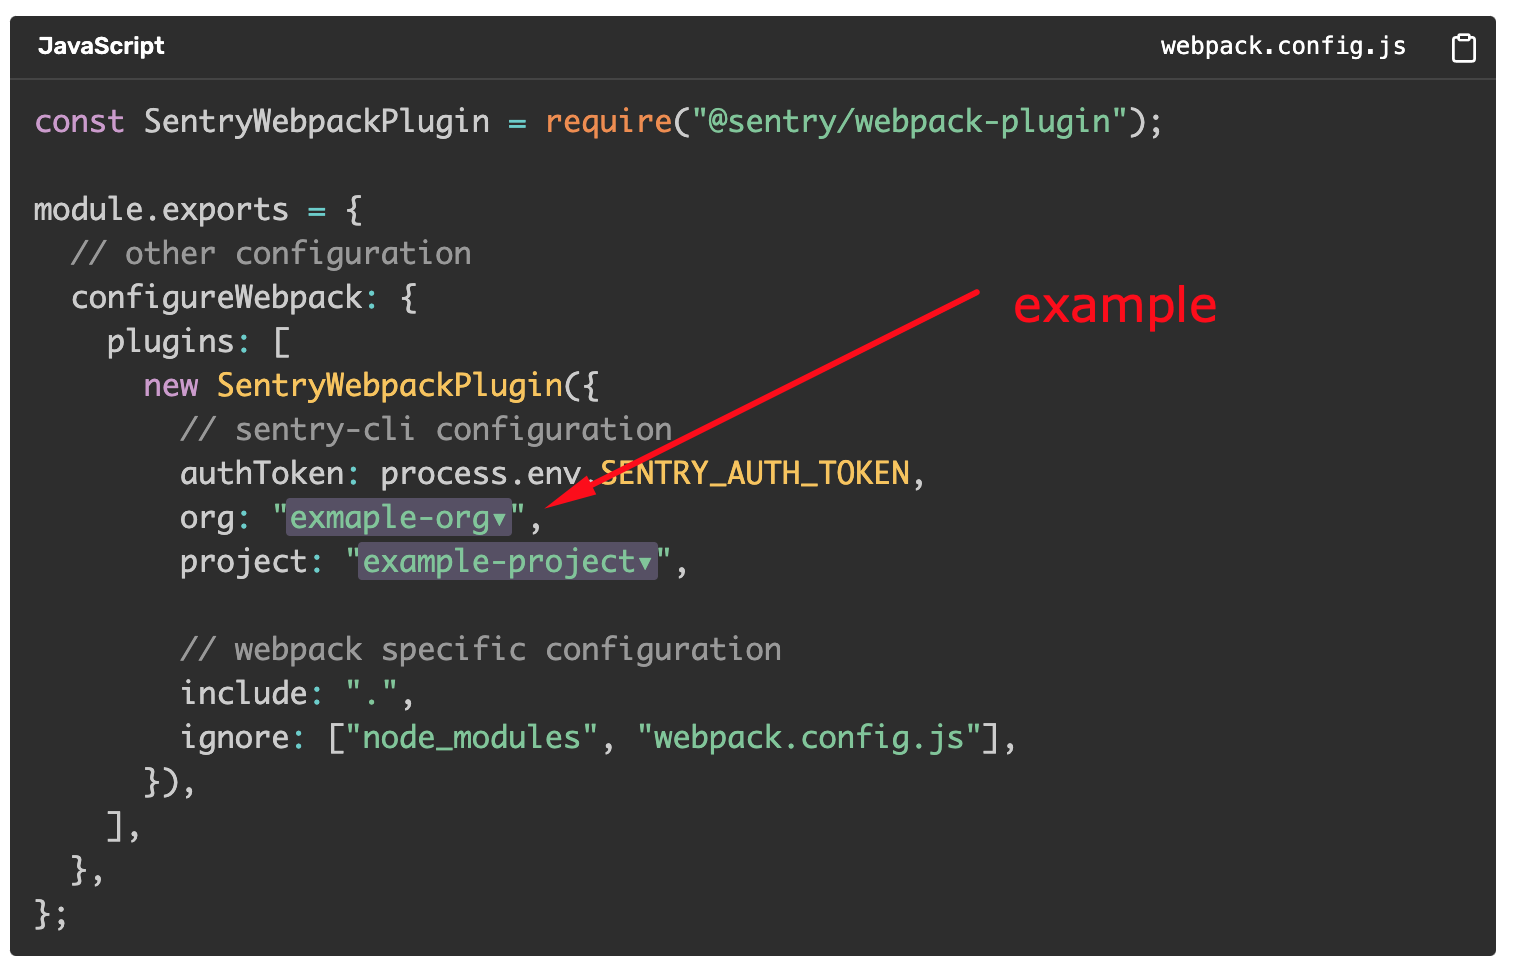 JavaScript webpack.config.js
const SentryWebpackPlugin = require("@sentry/webpack-plugin");
module.exports = {
// other configuration
configureWebpack: {
example
plugins: [
new SentryWebpackPlugin({
// sentry-cli configuration
authToken: process.env.SENTRY_AUTH_TOKEN,
org: "exmaple-org▾",
project: "example-project▾",
// webpack specific configuration
include: ".",
ignore: ["node_modules", "webpack.config.js"],
}),
],
},
};